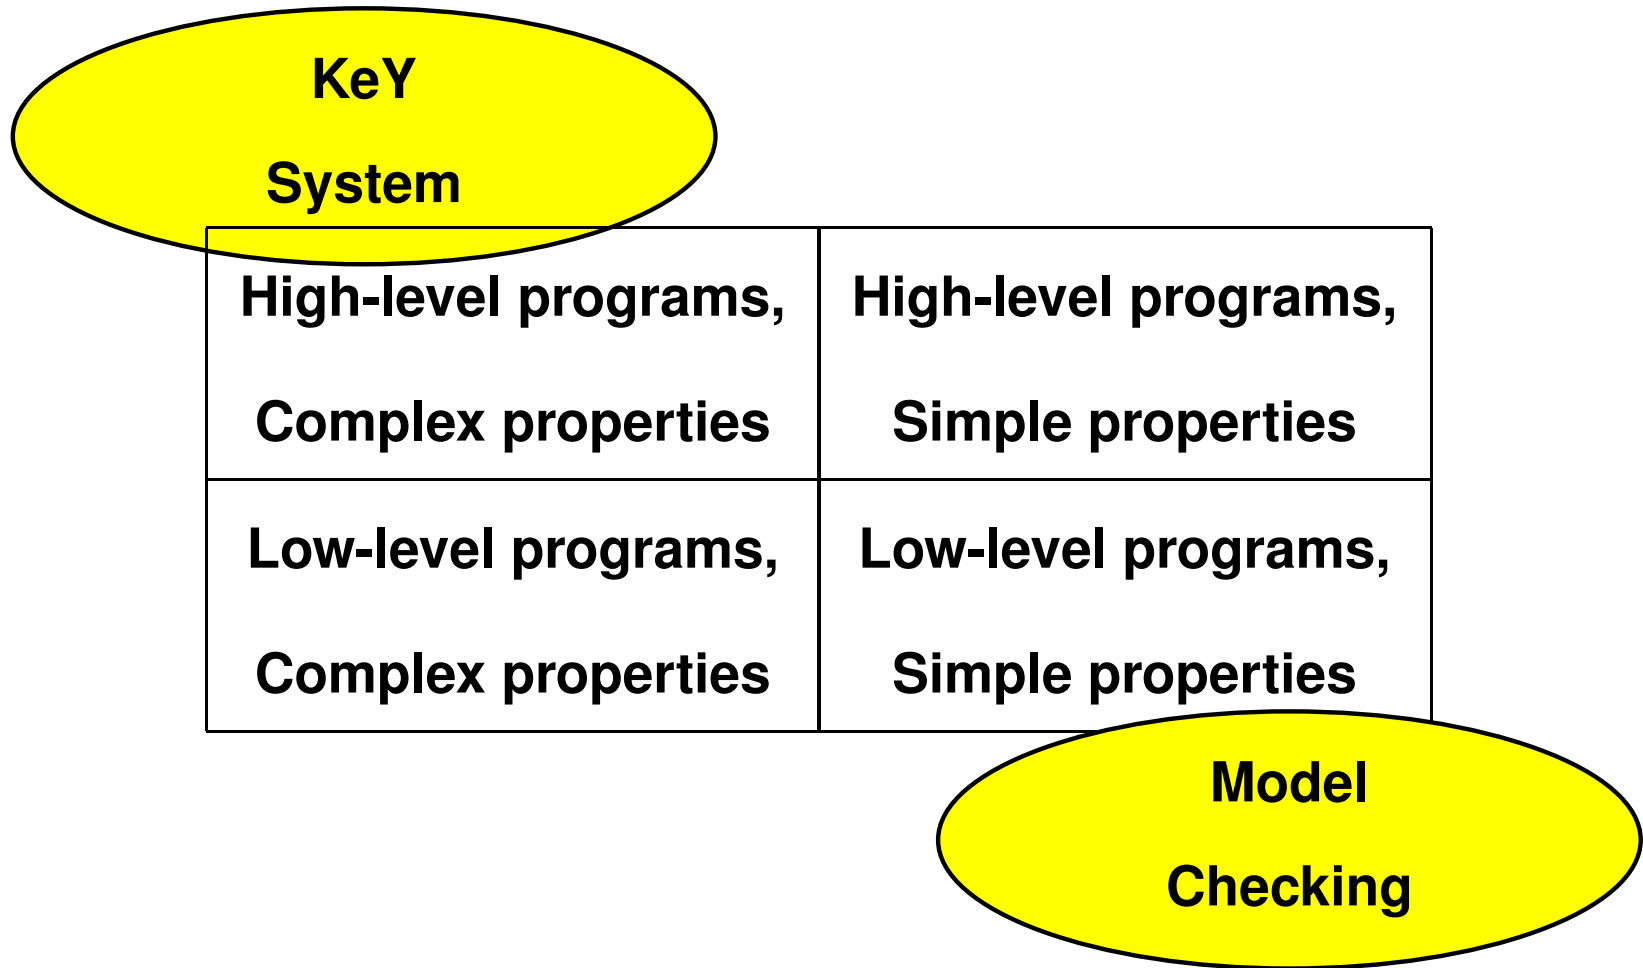 KeY
System
High-level programs,
Complex properties
High-level programs,
Simple properties
Low-level programs,
Complex properties
Low-level programs,
Simple properties
Model
Checking